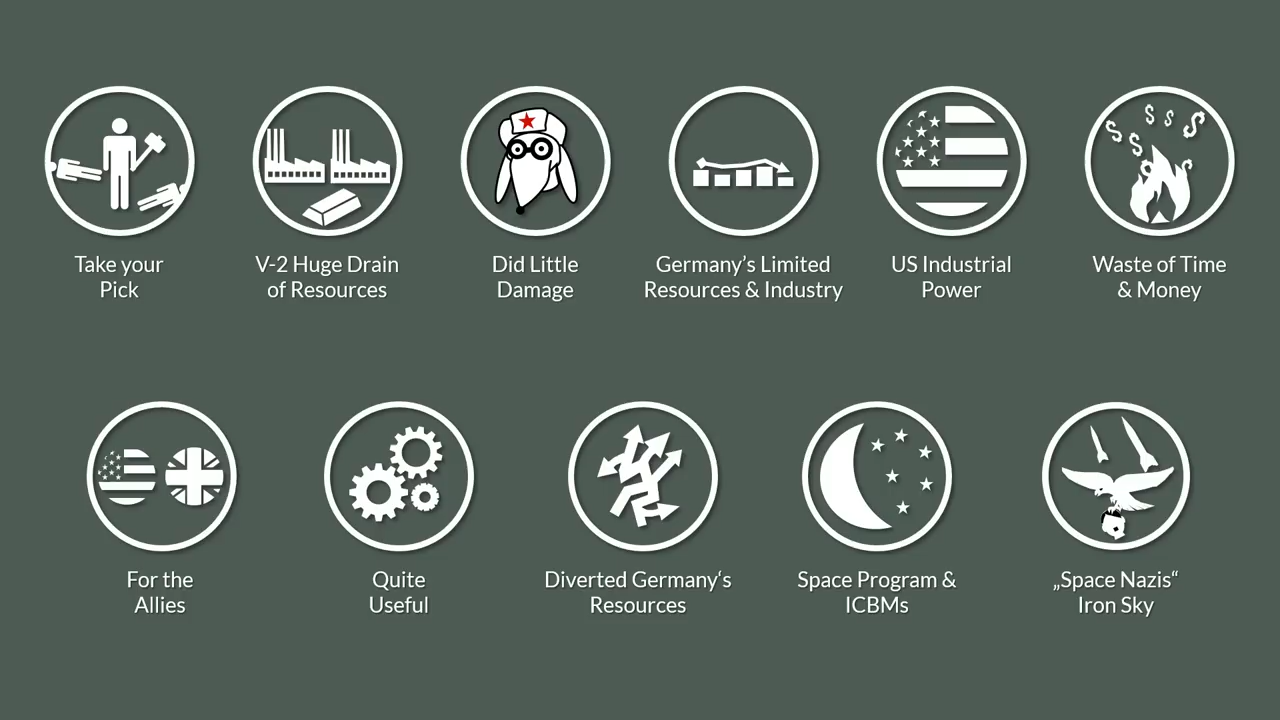 Take your
Pick
V-2 Huge Drain
of Resources
Did Little
Damage
Germany’s Limited
Resources & Industry
US Industrial
Power
Waste of Time
& Money
For the
Allies
Quite
Useful
Diverted Germany‘s
Resources
Space Program &
ICBMs
„Space Nazis“
Iron Sky